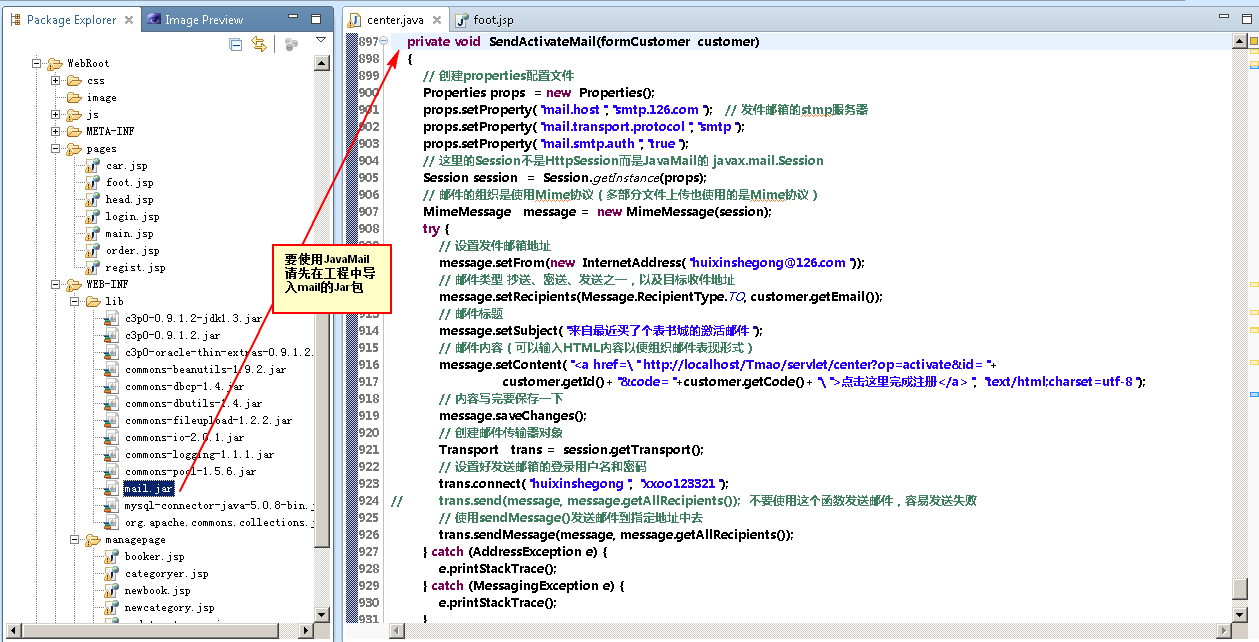 Package Explorer
Image Preview
WebRoot
css
image
js
META-INF
pages
car.jsp
foot.jsp
head.jsp
login.jsp
main.jsp
order.jsp
regist.jsp
WEB-INF
lib
c3p0-0.9.1.2-jdk1.3.jar
c3p0-0.9.1.2.jar
c3p0-oracle-thin-extras-0.9.1.2.
commons-beanutils-1.9.2.jar
commons-dbcp-1.4.jar
commons-dbutils-1.4.jar
commons-fileupload-1.2.2.jar
commons-io-2.0.1.jar
commons-logging-1.1.1.jar
commons-pool-1.5.6.jar
mail.jar
mysql-connector-java-5.0.8-bin.j
org.apache.commons.collections.j
managepage
booker.jsp
categoryer.jsp
newbook.jsp
newcategory.jsp
要使用JavaMail
请先在工程中导
入mail的Jar包
center.java
foot.jsp
897 private void SendActivateMail(formCustomer customer)
898 {
899 // 创建properties配置文件
900 Properties props = new Properties();
901 props.setProperty( "mail.host ", "smtp.126.com "); // 发件邮箱的stmp服务器
902 props.setProperty( "mail.transport.protocol ", "smtp ");
903 props.setProperty( "mail.smtp.auth ", "true ");
904 // 这里的Session不是HttpSession而是JavaMail的 javax.mail.Session
905 Session session = Session.getInstance(props);
906 // 邮件的组织是使用Mime协议（多部分文件上传也使用的是Mime协议）
907 MimeMessage message = new MimeMessage(session);
908 try {
// 设置发件邮箱地址
message.setFrom(new InternetAddress( "huixinshegong@126.com "));
// 邮件类型 抄送、密送、发送之一，以及目标收件地址
message.setRecipients(Message.RecipientType.TO, customer.getEmail());
913 // 邮件标题
914 message.setSubject( "来自最近买了个表书城的激活邮件 ");
915 // 邮件内容（可以输入HTML内容以便组织邮件表现形式）
916 message.setContent( "<a href=\ "http://localhost/Tmao/servlet/center?op=activate&id= "+
917 customer.getId()+ "&code= "+customer.getCode()+ "\ ">点击这里完成注册</a> ", "text/html;charset=utf-8 ");
918 // 内容写完要保存一下
919 message.saveChanges();
920 // 创建邮件传输器对象
921 Transport trans = session.getTransport();
922 // 设置好发送邮箱的登录用户名和密码
923 trans.connect( "huixinshegong ", "xxoo123321 ");
924 // trans.send(message, message.getAllRecipients()); 不要使用这个函数发送邮件，容易发送失败
925 // 使用sendMessage()发送邮件到指定地址中去
926 trans.sendMessage(message, message.getAllRecipients());
927 } catch (AddressException e) {
928 e.printStackTrace();
929 } catch (MessagingException e) {
930 e.printStackTrace();
931 }